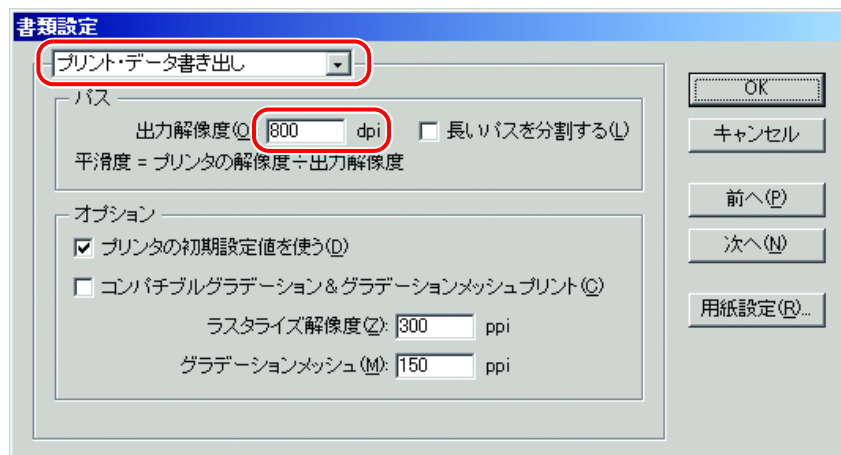 書類設定
プリント・データ書き出し
パス
出力解像度(O): 800 dpi 長いパスを分割する(L)
平滑度 = プリンタの解像度÷出力解像度
オプション
プリンタの初期設定値を使う(D)
コンパチブルグラデーション&グラデーションメッシュプリント(C)
ラスタライズ解像度(Z): 300 ppi
グラデーションメッシュ(M): 150 ppi
OK
キャンセル
前へ(P)
次へ(N)
用紙設定(R)...